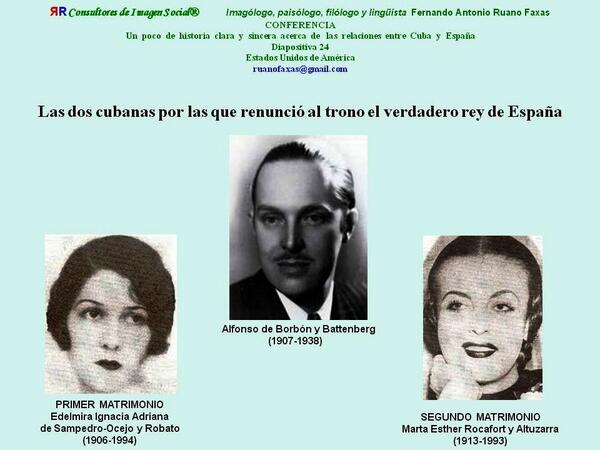 RR Consultores de Imagen Social® Imagólogo, paisólogo, filólogo y lingüista Fernando Antonio Ruano Faxas
CONFERENCIA
Un poco de historia clara y sincera acerca de las relaciones entre Cuba y España
Diapositiva 24
Estados Unidos de América
ruanofaxas@gmail.com
Las dos cubanas por las que renunció al trono el verdadero rey de España
Alfonso de Borbón y Battenberg
(1907-1938)
PRIMER MATRIMONIO
Edelmira Ignacia Adriana
de Sampedro-Ocejo y Robato
(1906-1994)
SEGUNDO MATRIMONIO
Marta Esther Rocafort y Altuzarra
(1913-1993)